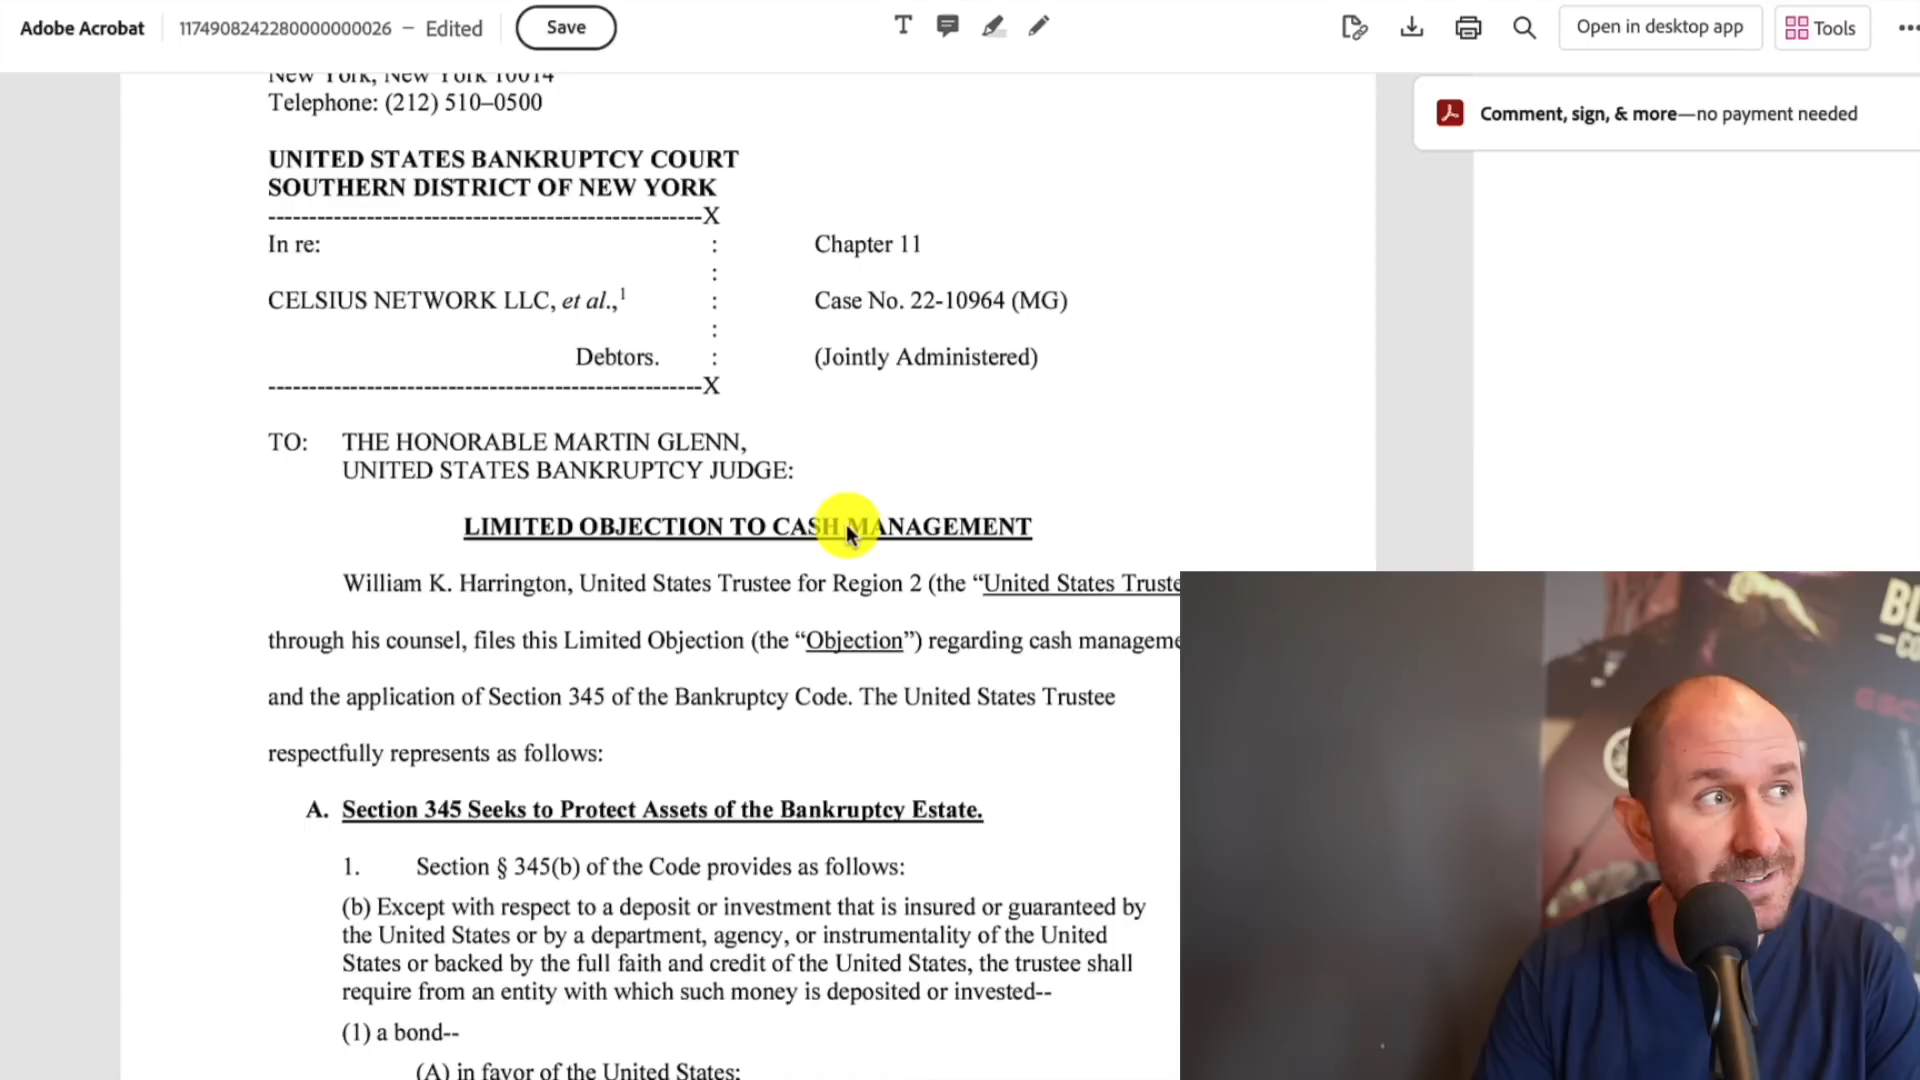 Adobe Acrobat
1174908242280000000026 – Edited
Save
Open in desktop app
Tools
Comment, sign, & more—no payment needed
New York, New York 10014
Telephone: (212) 510–0500
UNITED STATES BANKRUPTCY COURT
SOUTHERN DISTRICT OF NEW YORK
-----------------------------------------------------X
In re: : Chapter 11
:
CELSIUS NETWORK LLC, et al.,1 : Case No. 22-10964 (MG)
:
Debtors. : (Jointly Administered)
-----------------------------------------------------X
TO: THE HONORABLE MARTIN GLENN,
UNITED STATES BANKRUPTCY JUDGE:
LIMITED OBJECTION TO CASH MANAGEMENT
William K. Harrington, United States Trustee for Region 2 (the “United States Truste
through his counsel, files this Limited Objection (the “Objection”) regarding cash manageme
and the application of Section 345 of the Bankruptcy Code. The United States Trustee
respectfully represents as follows:
A. Section 345 Seeks to Protect Assets of the Bankruptcy Estate.
1. Section § 345(b) of the Code provides as follows:
(b) Except with respect to a deposit or investment that is insured or guaranteed by
the United States or by a department, agency, or instrumentality of the United
States or backed by the full faith and credit of the United States, the trustee shall
require from an entity with which such money is deposited or invested--
(1) a bond--
(A) in favor of the United States;
BL
CO